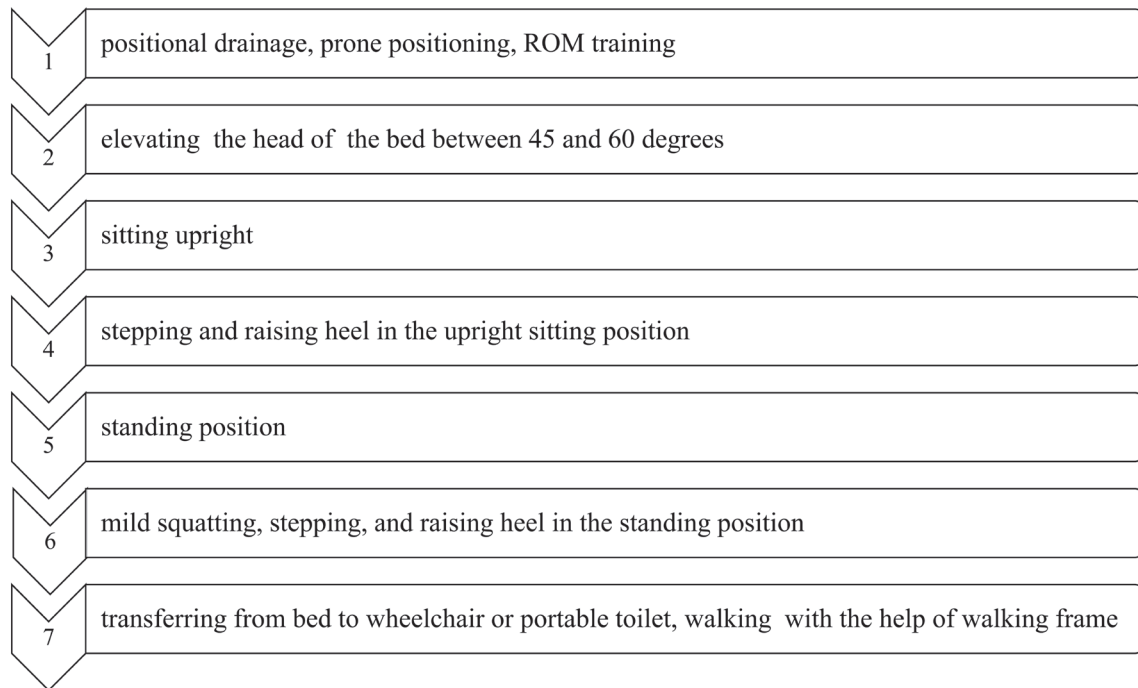 1 positional drainage, prone positioning, ROM training
2 elevating the head of the bed between 45 and 60 degrees
3 sitting upright
4 stepping and raising heel in the upright sitting position
5 standing position
6 mild squatting, stepping, and raising heel in the standing position
7 transferring from bed to wheelchair or portable toilet, walking with the help of walking frame